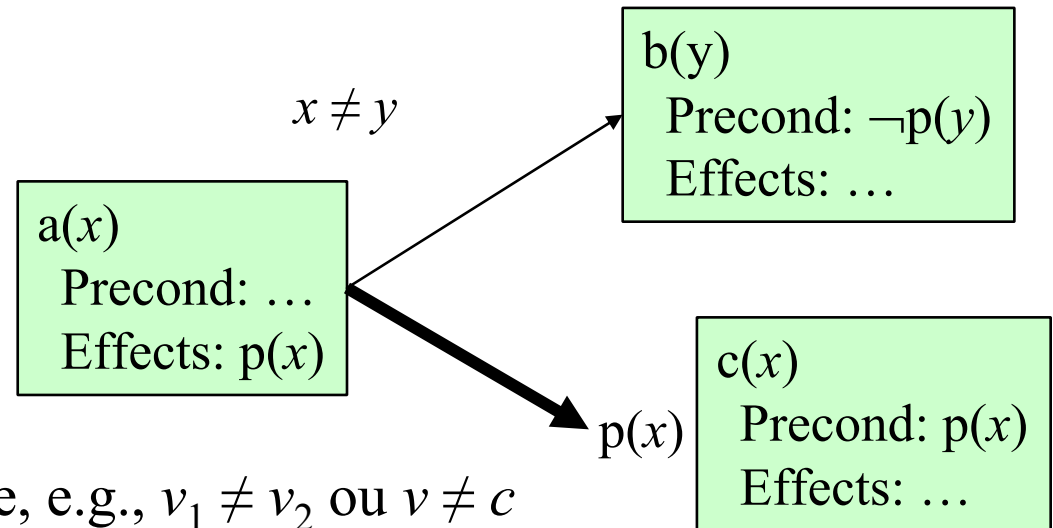 b(y)
Precond: ¬p(y)
Effects: …
x ≠ y
a(x)
Precond: …
Effects: p(x)
p(x)
c(x)
Precond: p(x)
Effects: …
e, e.g., v₁ ≠ v₂ ou v ≠ c